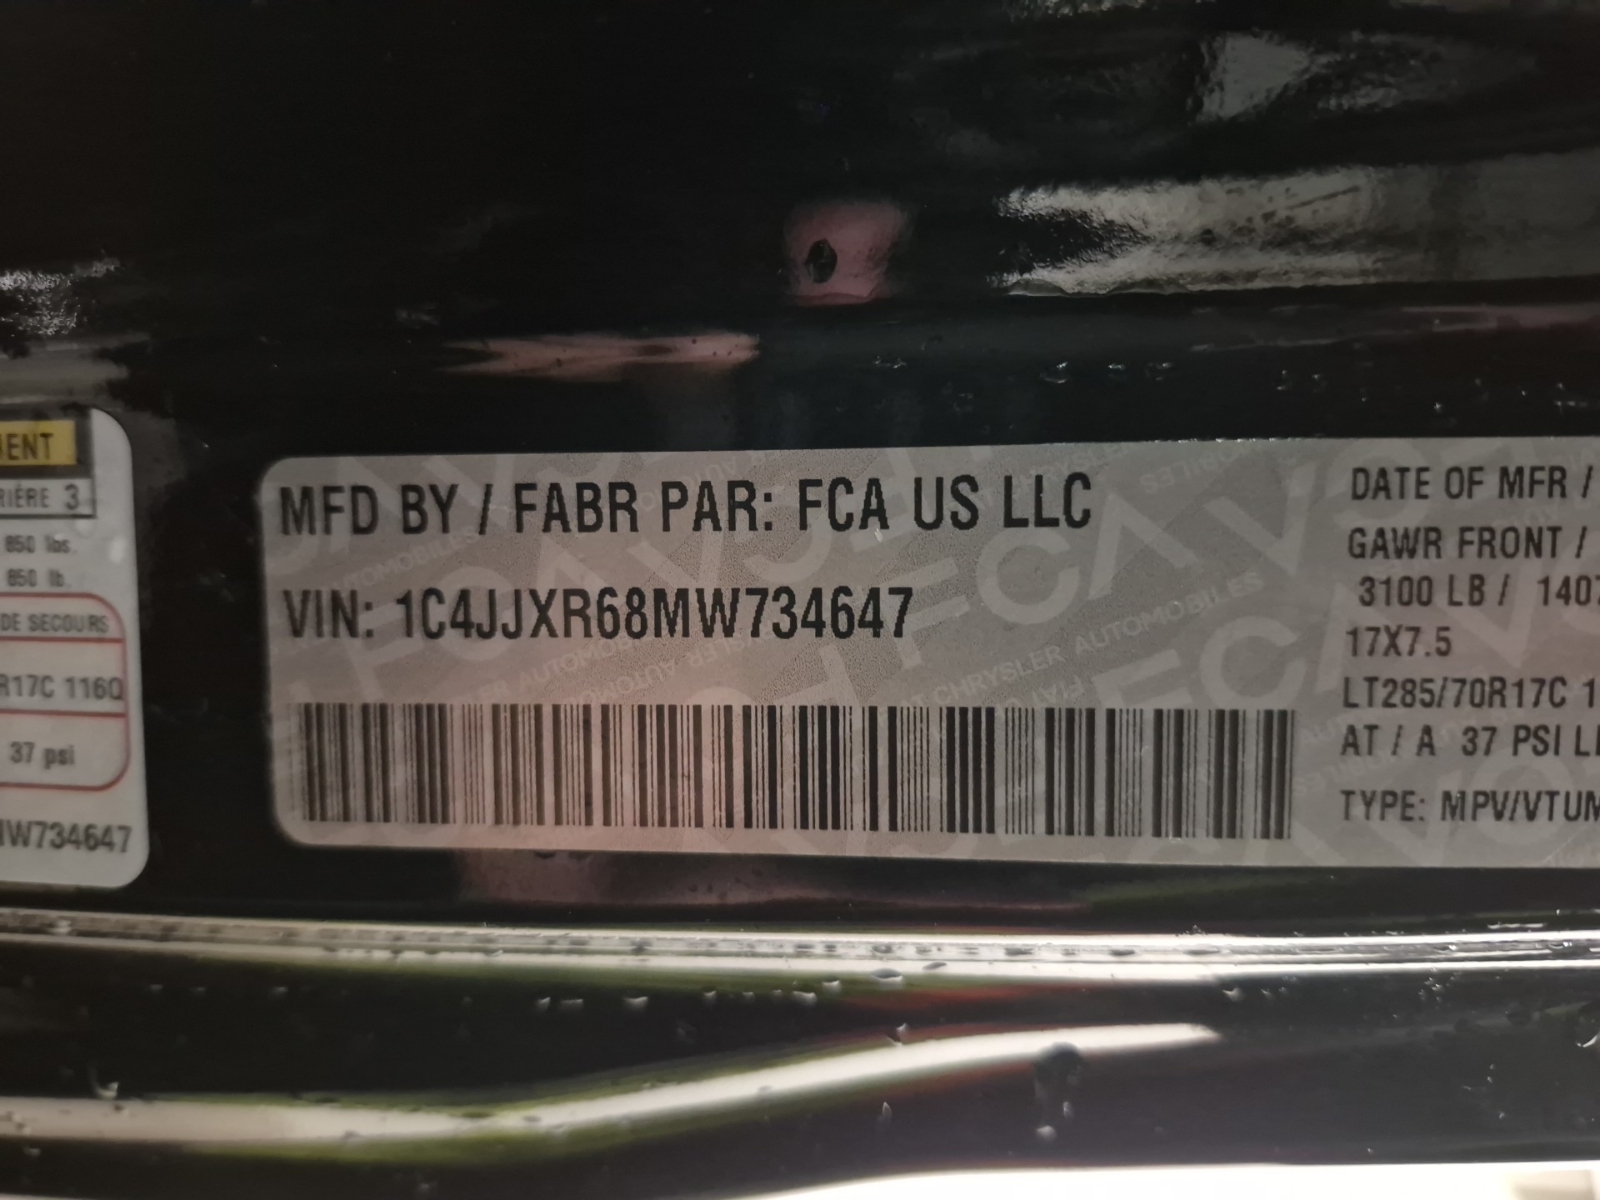 ENT
RIÈRE 3
850 lbs.
850 lb.
DE SECOURS
R17C 116Q
37 psi
MW734647
MFD BY / FABR PAR: FCA US LLC
VIN: 1C4JJXR68MW734647
DATE OF MFR /
GAWR FRONT /
3100 LB / 1407
17X7.5
LT285/70R17C 1
AT / A 37 PSI
TYPE: MPV/VTUM